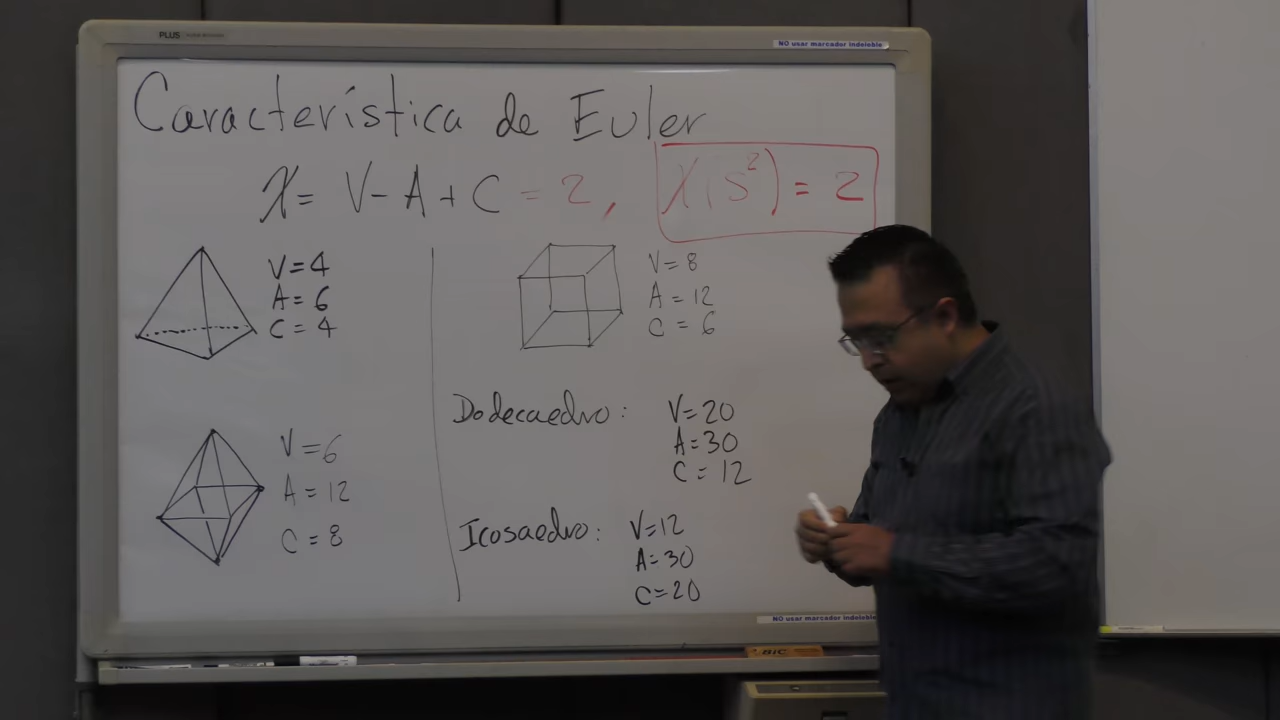 PLUS
NO usar marcador indeleble
Característica de Euler
χ = V - A + C = 2, χ(S²) = 2
V = 4
A = 6
C = 4
V = 6
A = 12
C = 8
V = 8
A = 12
C = 6
Dodecaedro: V = 20
A = 30
C = 12
Icosaedro: V = 12
A = 30
C = 20
NO usar marcador indeleble
BIC